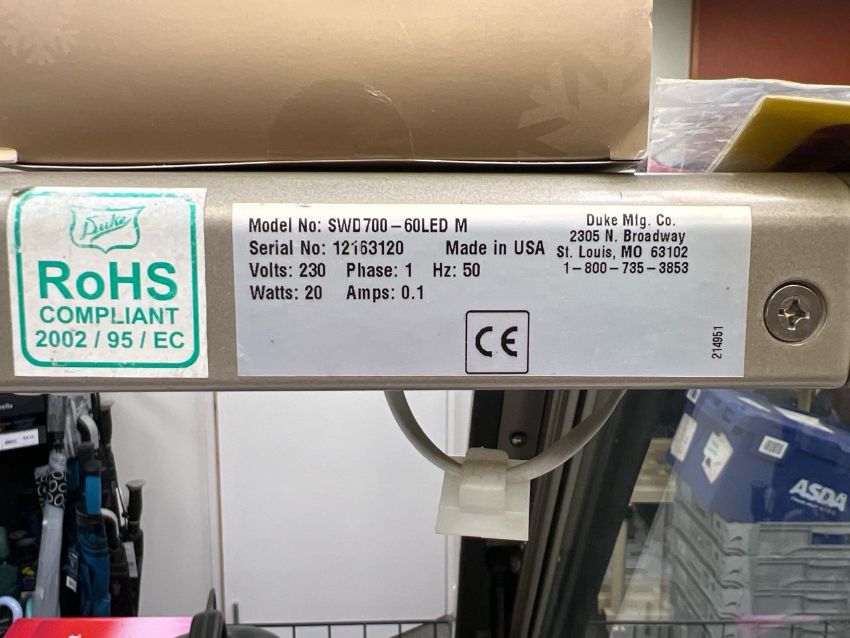 Duke
RoHS
COMPLIANT
2002 / 95 / EC
Model No: SWD700-60LED M
Serial No: 12163120 Made in USA
Volts: 230 Phase: 1 Hz: 50
Watts: 20 Amps: 0.1
CE
Duke Mfg. Co.
2305 N. Broadway
St. Louis, MO 63102
1-800-735-3853
214951
ASDA